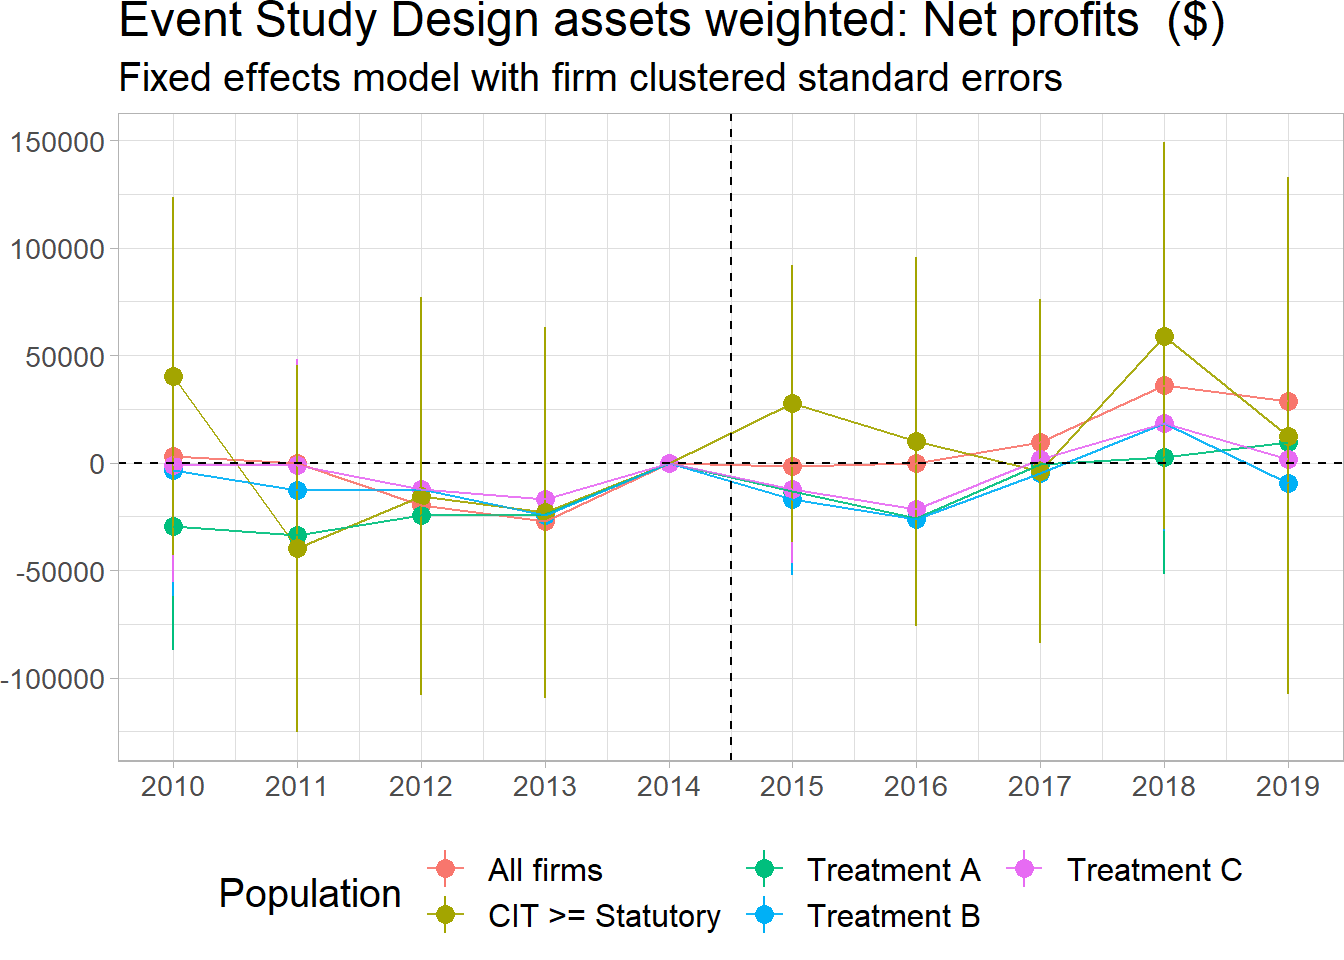 Event Study Design assets weighted: Net profits  ($)
Fixed effects model with firm clustered standard errors
150000
100000
50000
0
-50000
-100000
2010 2011 2012 2013 2014 2015 2016 2017 2018 2019
Population
All firms
CIT >= Statutory
Treatment A
Treatment B
Treatment C